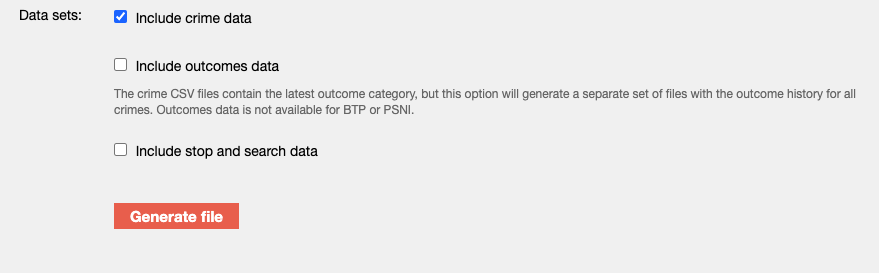 Data sets:
Include crime data
Include outcomes data
The crime CSV files contain the latest outcome category, but this option will generate a separate set of files with the outcome history for all
crimes. Outcomes data is not available for BTP or PSNI.
Include stop and search data
Generate file